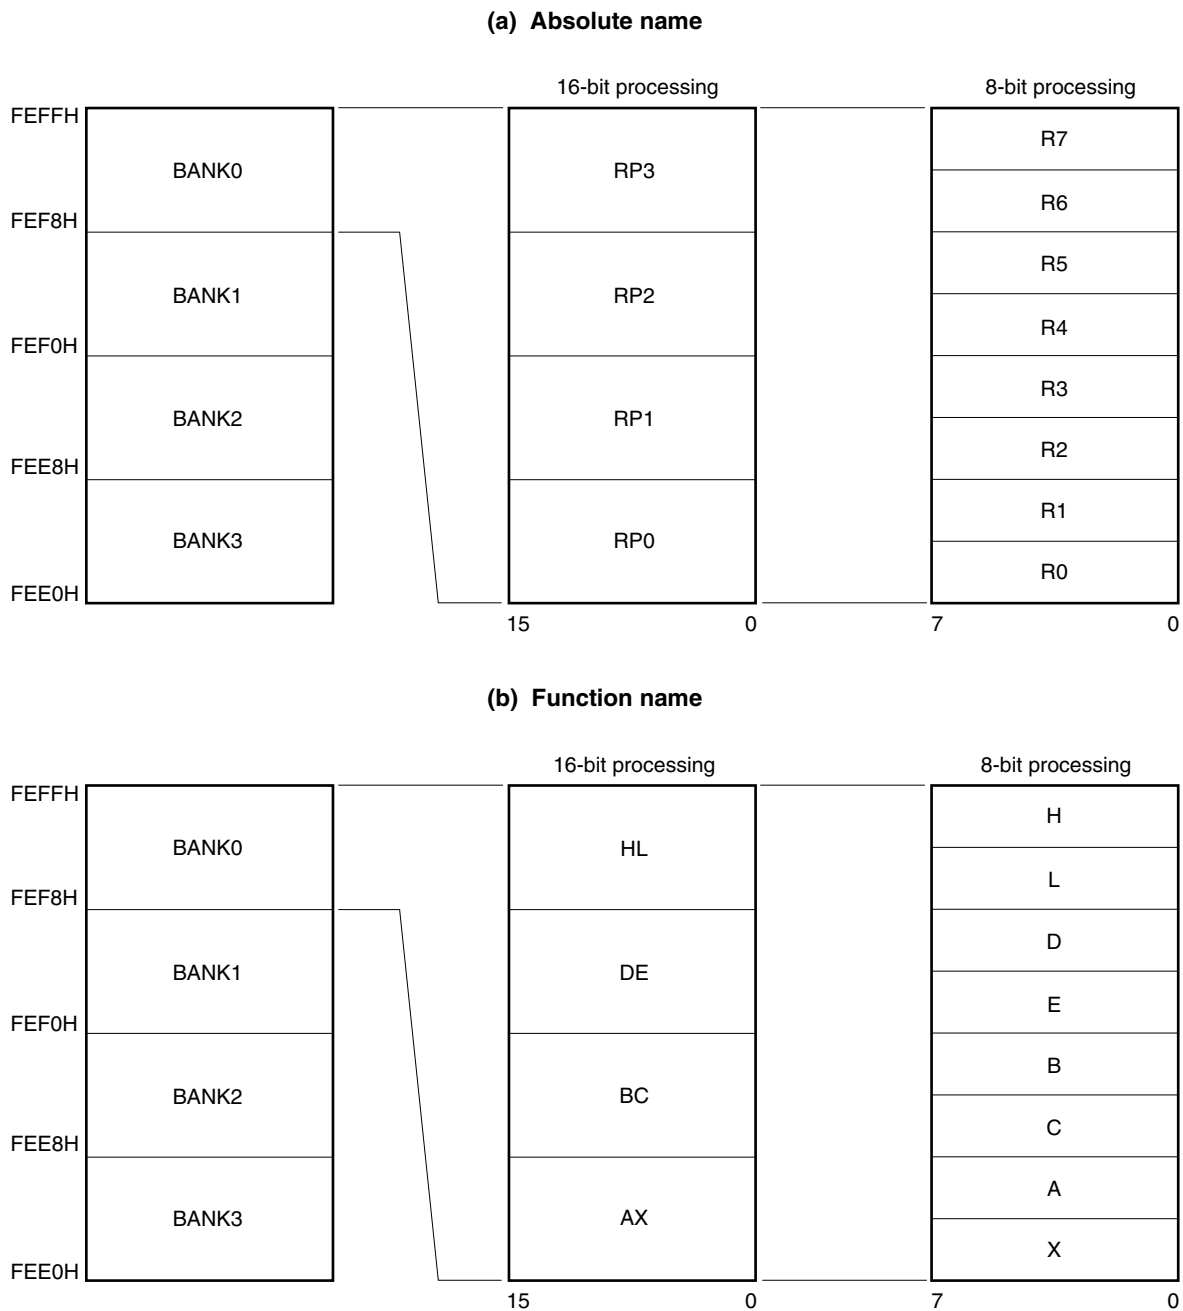 (a) Absolute name
16-bit processing
8-bit processing
FEFFH
BANK0
RP3
R7
R6
FEF8H
BANK1
RP2
R5
R4
FEF0H
BANK2
RP1
R3
R2
FEE8H
BANK3
RP0
R1
R0
FEE0H
15
0
7
0
(b) Function name
16-bit processing
8-bit processing
FEFFH
BANK0
HL
H
L
FEF8H
BANK1
DE
D
E
FEF0H
BANK2
BC
B
C
FEE8H
BANK3
AX
A
X
FEE0H
15
0
7
0